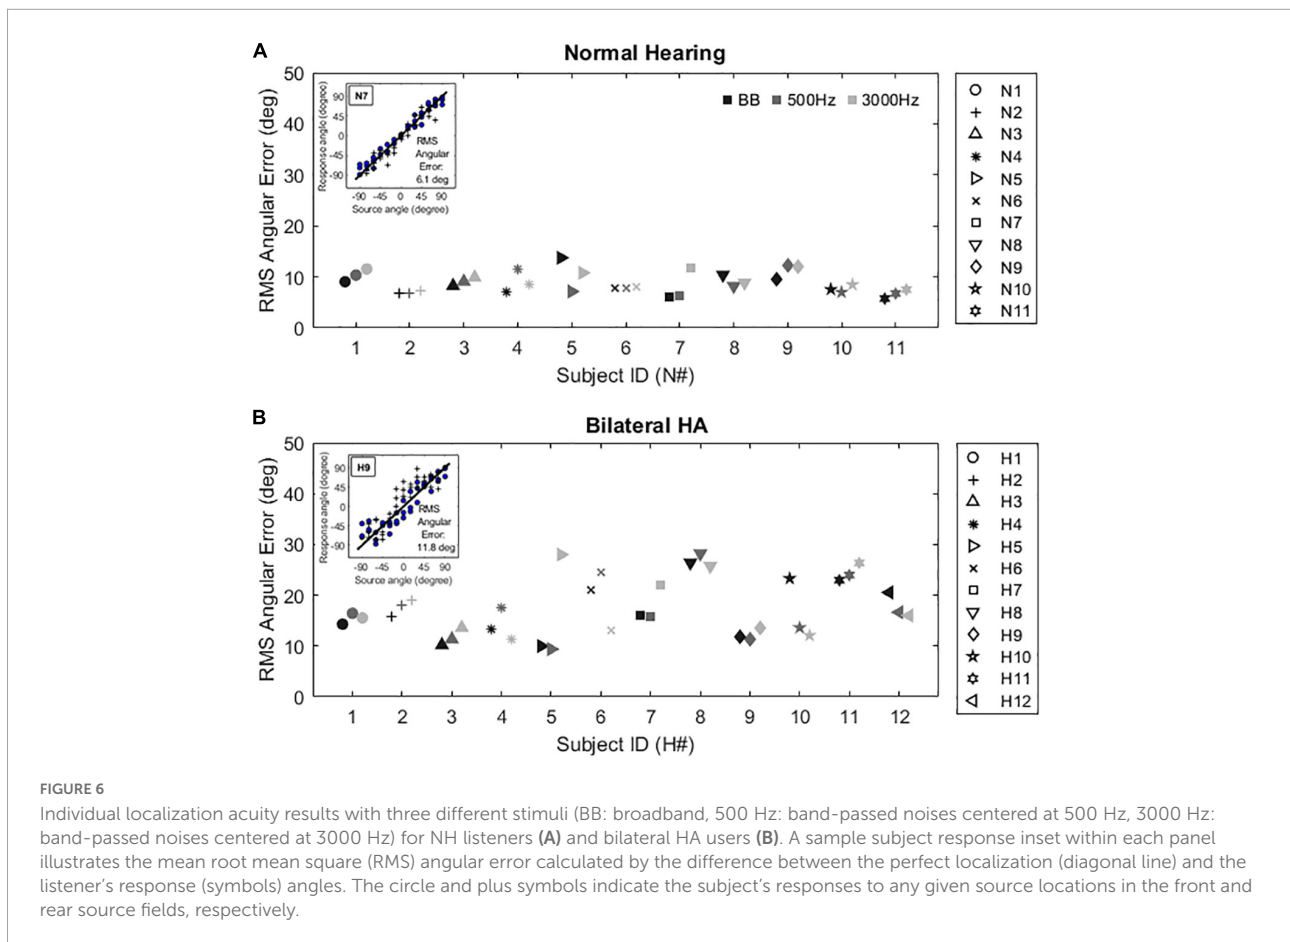 A
Normal Hearing
50
40
30
20
10
0
RMS Angular Error (deg)
N7
90
45
0
-45
-90
Response angle (degree)
RMS
Angular
Error:
6.1 deg
-90 -45 0 45 90
Source angle (degree)
BB 500Hz 3000Hz
1 2 3 4 5 6 7 8 9 10 11
Subject ID (N#)
N1
N2
N3
N4
N5
N6
N7
N8
N9
N10
N11
B
Bilateral HA
50
40
30
20
10
0
RMS Angular Error (deg)
H9
90
45
0
-45
-90
Response angle (degree)
RMS
Angular
Error:
11.8 deg
-90 -45 0 45 90
Source angle (degree)
1 2 3 4 5 6 7 8 9 10 11 12
Subject ID (H#)
H1
H2
H3
H4
H5
H6
H7
H8
H9
H10
H11
H12
FIGURE 6
Individual localization acuity results with three different stimuli (BB: broadband, 500 Hz: band-passed noises centered at 500 Hz, 3000 Hz:
band-passed noises centered at 3000 Hz) for NH listeners (A) and bilateral HA users (B). A sample subject response inset within each panel
illustrates the mean root mean square (RMS) angular error calculated by the difference between the perfect localization (diagonal line) and the
listener's response (symbols) angles. The circle and plus symbols indicate the subject's responses to any given source locations in the front and
rear source fields, respectively.